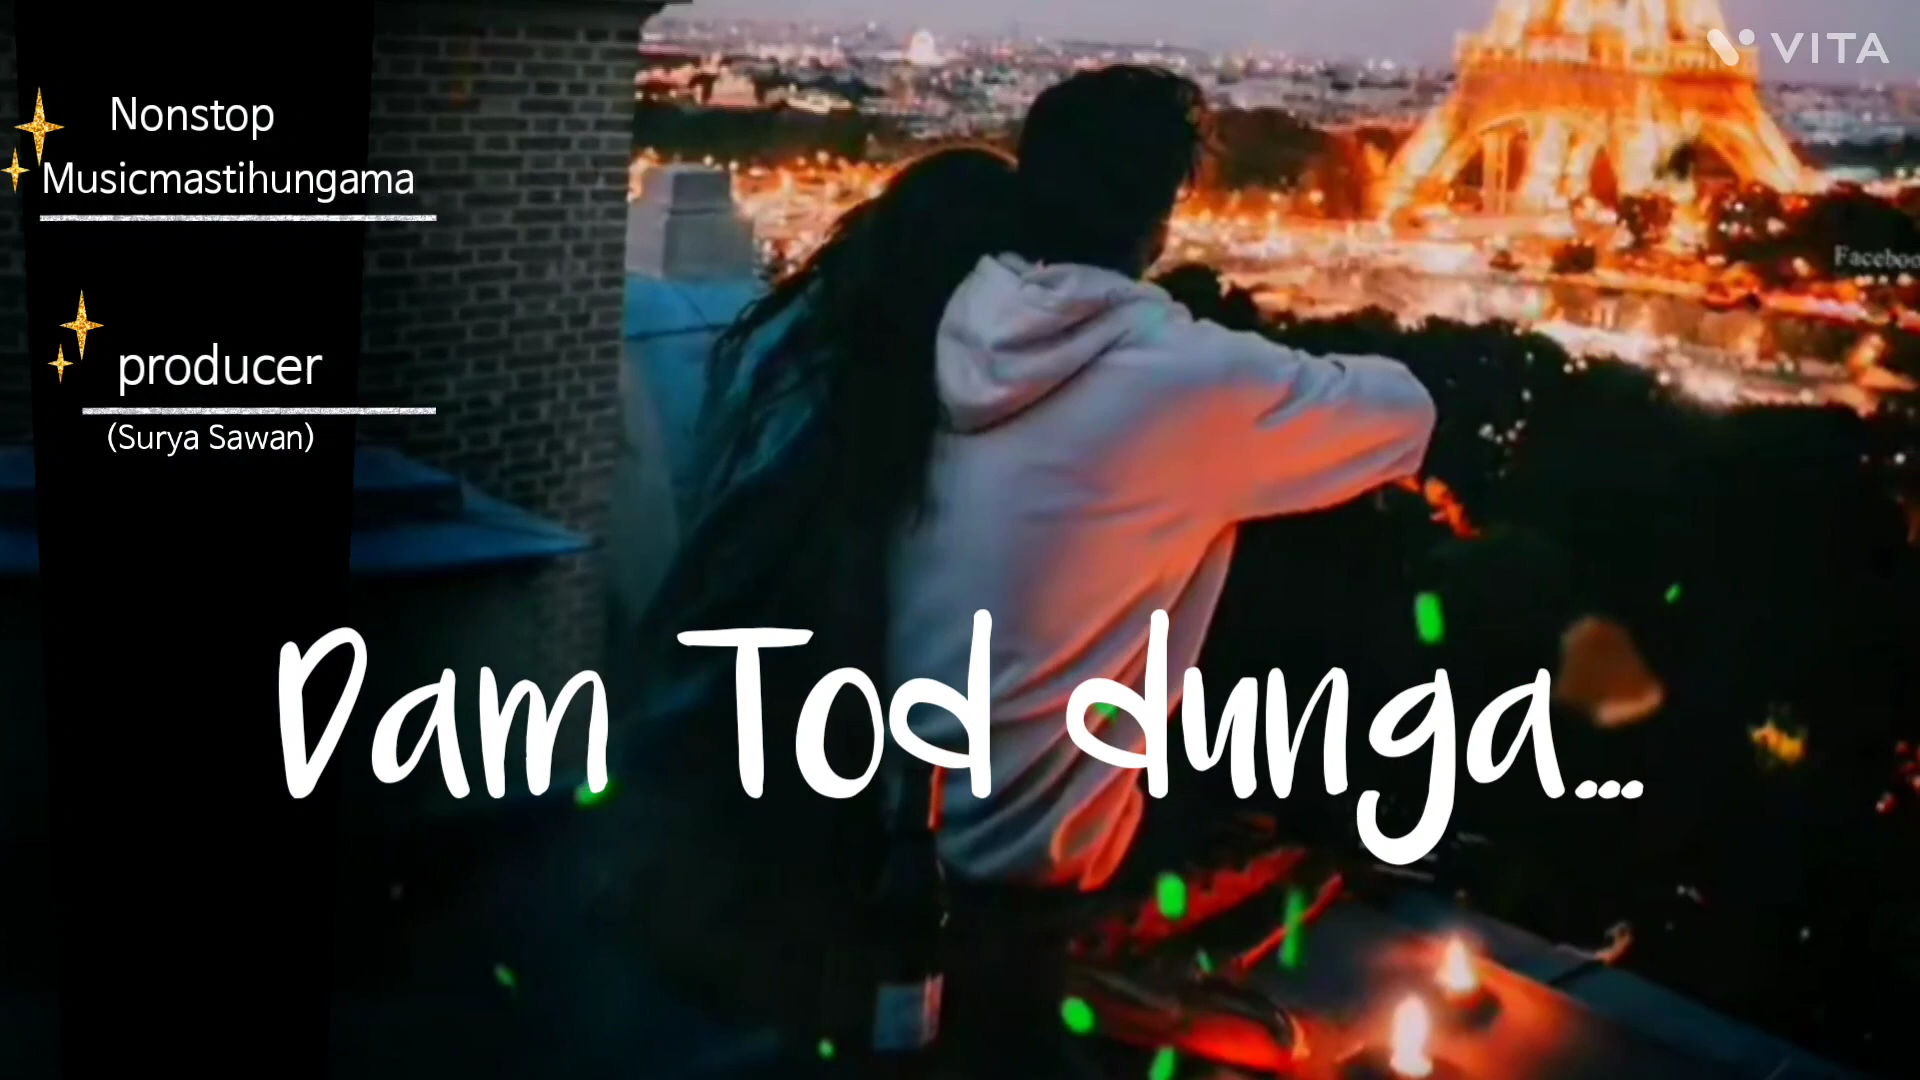 VITA
Nonstop
Musicmastihungama
producer
(Surya Sawan)
Dam Tod dunga...